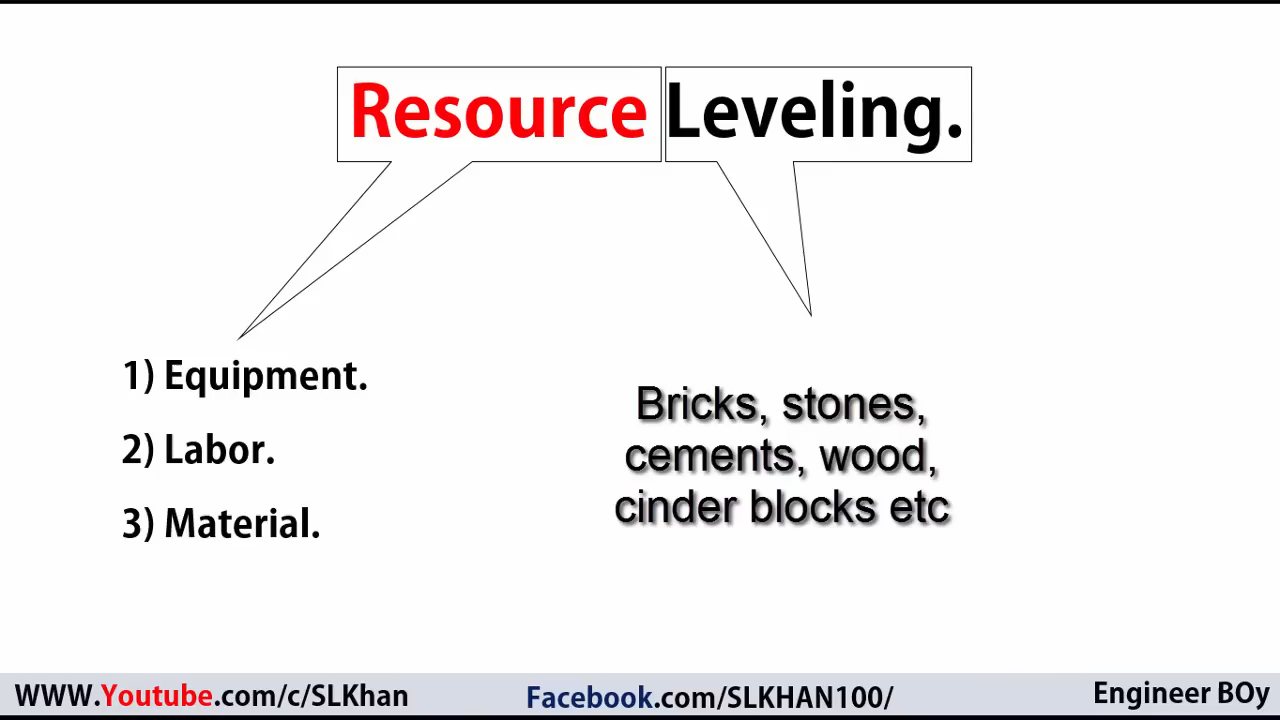 Resource Leveling.
1) Equipment.
2) Labor.
3) Material.
Bricks, stones,
cements, wood,
cinder blocks etc
WWW.Youtube.com/c/SLKhan
Facebook.com/SLKHAN100/
Engineer BOy